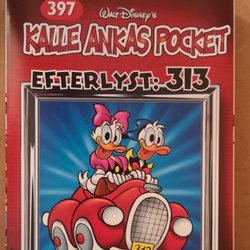 397
WALT DISNEY'S
KALLE ANKAS POCKET
EFTERLYST: 313